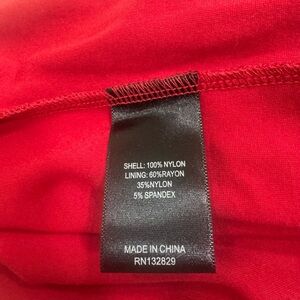 SHELL: 100% NYLON
LINING: 60%RAYON
35%NYLON
5% SPANDEX
MADE IN CHINA
RN132829